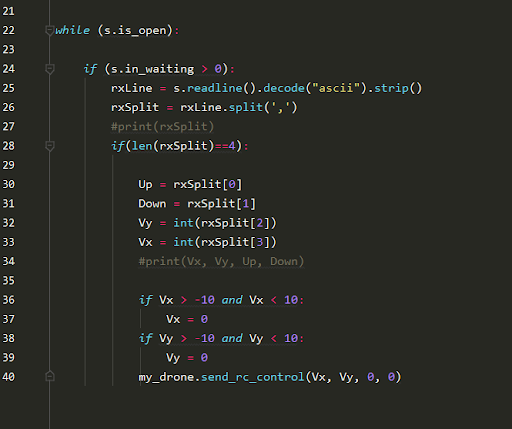 21
22 while (s.is_open):
23
24     if (s.in_waiting > 0):
25         rxLine = s.readline().decode("ascii").strip()
26         rxSplit = rxLine.split(',')
27         #print(rxSplit)
28         if(len(rxSplit)==4):
29
30             Up = rxSplit[0]
31             Down = rxSplit[1]
32             Vy = int(rxSplit[2])
33             Vx = int(rxSplit[3])
34             #print(Vx, Vy, Up, Down)
35
36             if Vx > -10 and Vx < 10:
37                 Vx = 0
38             if Vy > -10 and Vy < 10:
39                 Vy = 0
40             my_drone.send_rc_control(Vx, Vy, 0, 0)